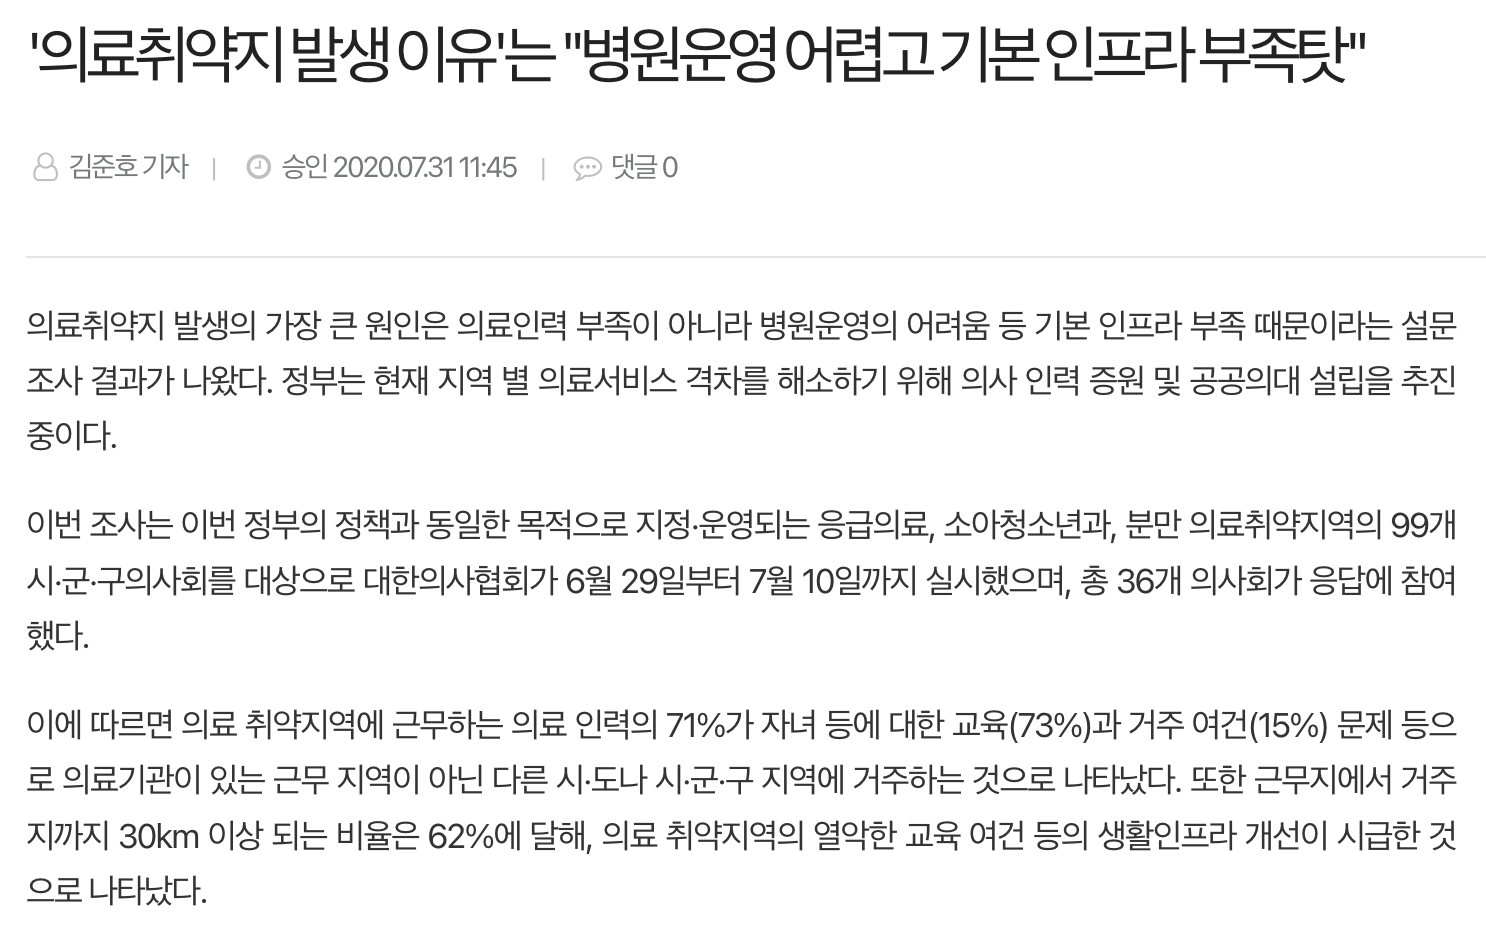 '의료취약지 발생 이유'는 "병원운영 어렵고 기본 인프라 부족탓"
김준호 기자 | 승인 2020.07.31 11:45 | 댓글 0
의료취약지 발생의 가장 큰 원인은 의료인력 부족이 아니라 병원운영의 어려움 등 기본 인프라 부족 때문이라는 설문
조사 결과가 나왔다. 정부는 현재 지역 별 의료서비스 격차를 해소하기 위해 의사 인력 증원 및 공공의대 설립을 추진
중이다.
이번 조사는 이번 정부의 정책과 동일한 목적으로 지정·운영되는 응급의료, 소아청소년과, 분만 의료취약지역의 99개
시·군·구의사회를 대상으로 대한의사협회가 6월 29일부터 7월 10일까지 실시했으며, 총 36개 의사회가 응답에 참여
했다.
이에 따르면 의료 취약지역에 근무하는 의료 인력의 71%가 자녀 등에 대한 교육(73%)과 거주 여건(15%) 문제 등으
로 의료기관이 있는 근무 지역이 아닌 다른 시·도나 시·군·구 지역에 거주하는 것으로 나타났다. 또한 근무지에서 거주
지까지 30km 이상 되는 비율은 62%에 달해, 의료 취약지역의 열악한 교육 여건 등의 생활인프라 개선이 시급한 것
으로 나타났다.